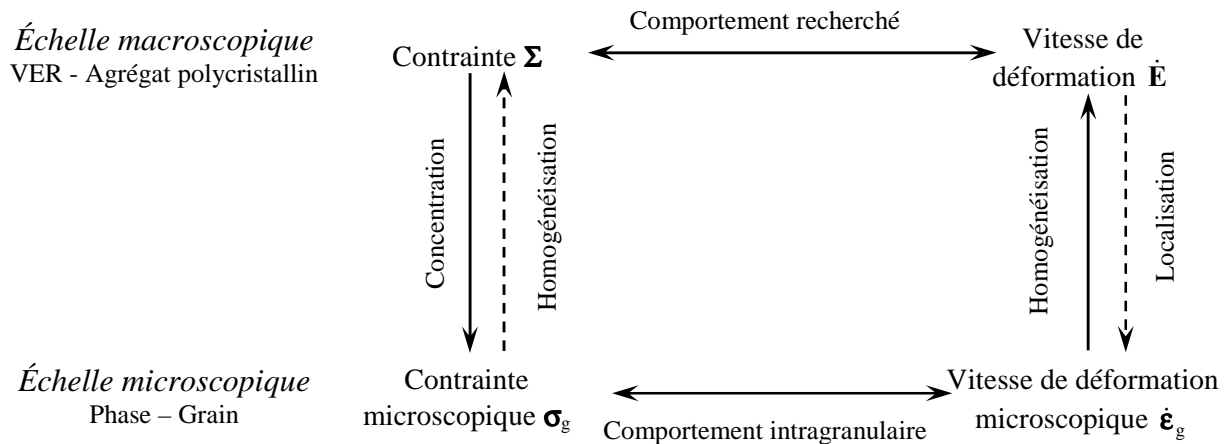 Comportement recherché
Échelle macroscopique
VER - Agrégat polycristallin
Contrainte Σ
Vitesse de
déformation Ė
Concentration
Homogénéisation
Homogénéisation
Localisation
Échelle microscopique
Phase – Grain
Contrainte
microscopique σg
Comportement intragranulaire
Vitesse de déformation
microscopique ε̇g